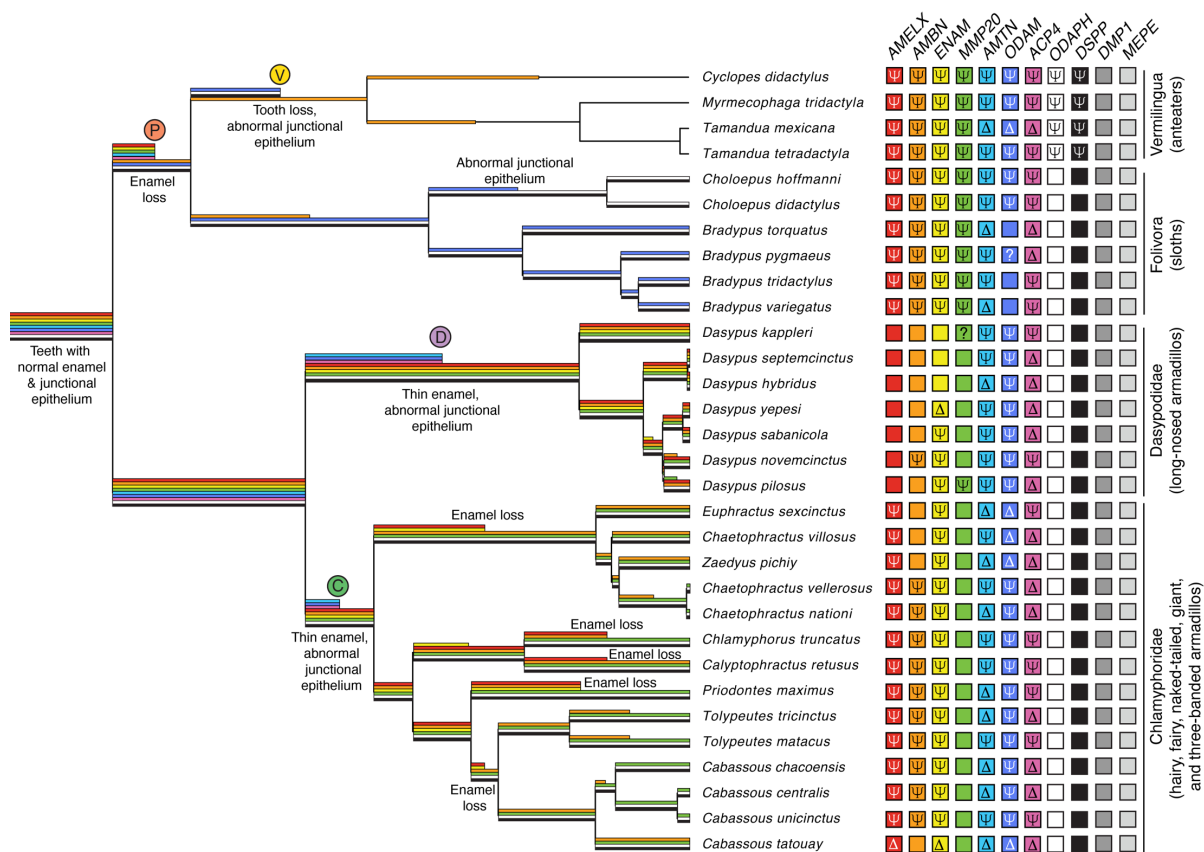 AMELX AMBN ENAM MMP20 AMTN ODAM ACP4 ODAPH DSPP DMP1 MEPE
V
Tooth loss,
abnormal junctional
epithelium
P
Enamel
loss
Abnormal junctional
epithelium
Teeth with
normal enamel
& junctional
epithelium
D
Thin enamel,
abnormal junctional
epithelium
Enamel loss
C
Thin enamel,
abnormal
junctional
epithelium
Enamel loss
Enamel loss
Enamel loss
Enamel
loss
Cyclopes didactylus Ψ Ψ Ψ Ψ Ψ Ψ Ψ Ψ Ψ
Myrmecophaga tridactyla Ψ Ψ Ψ Ψ Ψ Ψ Ψ Ψ Ψ
Tamandua mexicana Ψ Ψ Ψ Ψ Δ Δ Δ Ψ Ψ
Tamandua tetradactyla Ψ Ψ Ψ Ψ Ψ Ψ Ψ Ψ Ψ
Choloepus hoffmanni Ψ Ψ Ψ Ψ Ψ Ψ Ψ
Choloepus didactylus Ψ Ψ Ψ Ψ Ψ Ψ Ψ
Bradypus torquatus Ψ Ψ Ψ Ψ Δ Δ
Bradypus pygmaeus Ψ Ψ Ψ Ψ Ψ ? Δ
Bradypus tridactylus Ψ Ψ Ψ Ψ Ψ Ψ
Bradypus variegatus Ψ Ψ Ψ Ψ Δ Ψ
Dasypus kappleri ? Ψ Ψ Ψ
Dasypus septemcinctus Ψ Ψ Δ
Dasypus hybridus Δ Ψ Δ
Dasypus yepesi Δ Ψ Ψ Δ
Dasypus sabanicola Ψ Ψ Ψ Δ
Dasypus novemcinctus Ψ Ψ Ψ Ψ Δ
Dasypus pilosus Ψ Ψ Ψ Ψ Δ
Euphractus sexcinctus Ψ Ψ Δ Δ Ψ
Chaetophractus villosus Ψ Ψ Ψ Δ Ψ
Zaedyus pichiy Ψ Ψ Δ Δ Δ
Chaetophractus vellerosus Ψ Ψ Ψ Ψ Ψ Δ
Chaetophractus nationi Ψ Ψ Ψ Δ Ψ Δ
Chlamyphorus truncatus Ψ Ψ Ψ Ψ Ψ Ψ
Calyptophractus retusus Ψ Ψ Ψ Ψ Ψ Ψ
Priodontes maximus Ψ Ψ Ψ Δ Ψ Ψ
Tolypeutes tricinctus Ψ Ψ Ψ Δ Ψ Δ
Tolypeutes matacus Ψ Ψ Ψ Ψ Ψ Ψ
Cabassous chacoensis Ψ Ψ Ψ Δ Ψ Δ
Cabassous centralis Ψ Ψ Ψ Δ Ψ Δ
Cabassous unicinctus Ψ Ψ Ψ Δ Ψ Ψ
Cabassous tatouay Δ Ψ Δ Δ Δ Δ
Vermilingua
(anteaters)
Folivora
(sloths)
Dasypodidae
(long-nosed armadillos)
Chlamyphoridae
(hairy, fairy, naked-tailed, giant,
and three-banded armadillos)